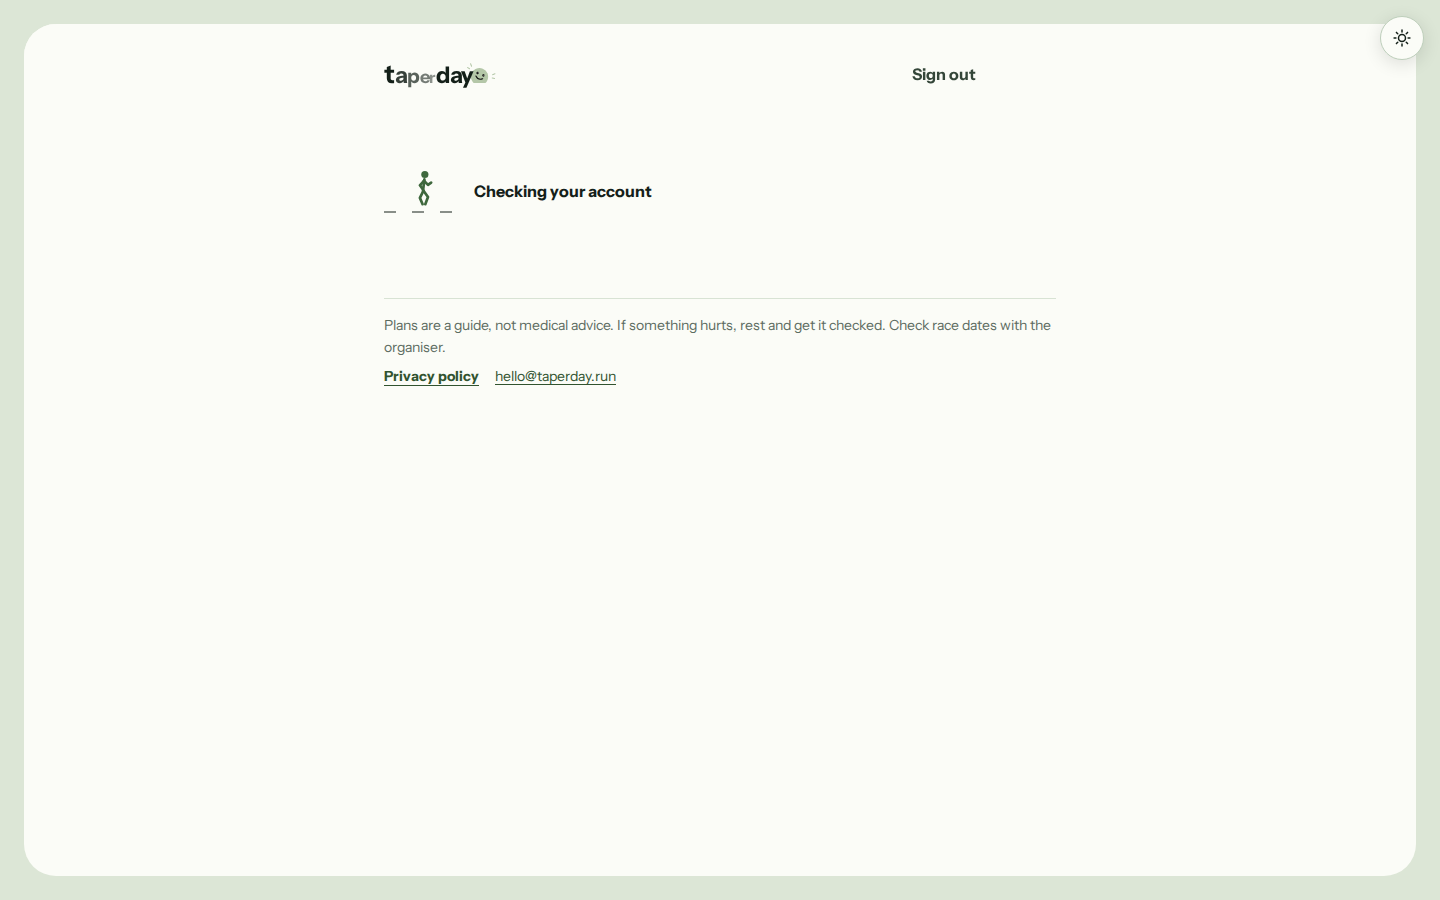 taperday
Sign out
Checking your account
Plans are a guide, not medical advice. If something hurts, rest and get it checked. Check race dates with the
organiser.
Privacy policy hello@taperday.run